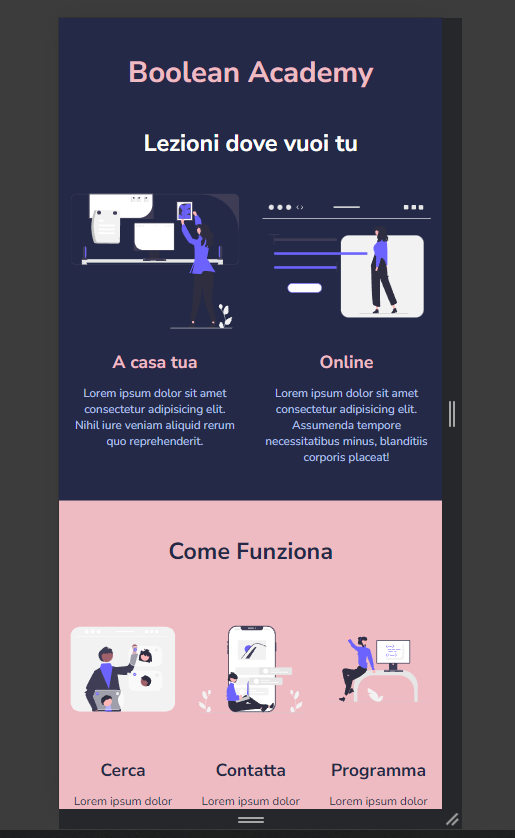 Boolean Academy
Lezioni dove vuoi tu
A casa tua
Lorem ipsum dolor sit amet
consectetur adipisicing elit.
Nihil iure veniam aliquid rerum
quo reprehenderit.
Online
Lorem ipsum dolor sit amet
consectetur adipisicing elit.
Assumenda tempore
necessitatibus minus, blanditiis
corporis placeat!
Come Funziona
Cerca
Contatta
Programma
Lorem ipsum dolor
Lorem ipsum dolor
Lorem ipsum dolor